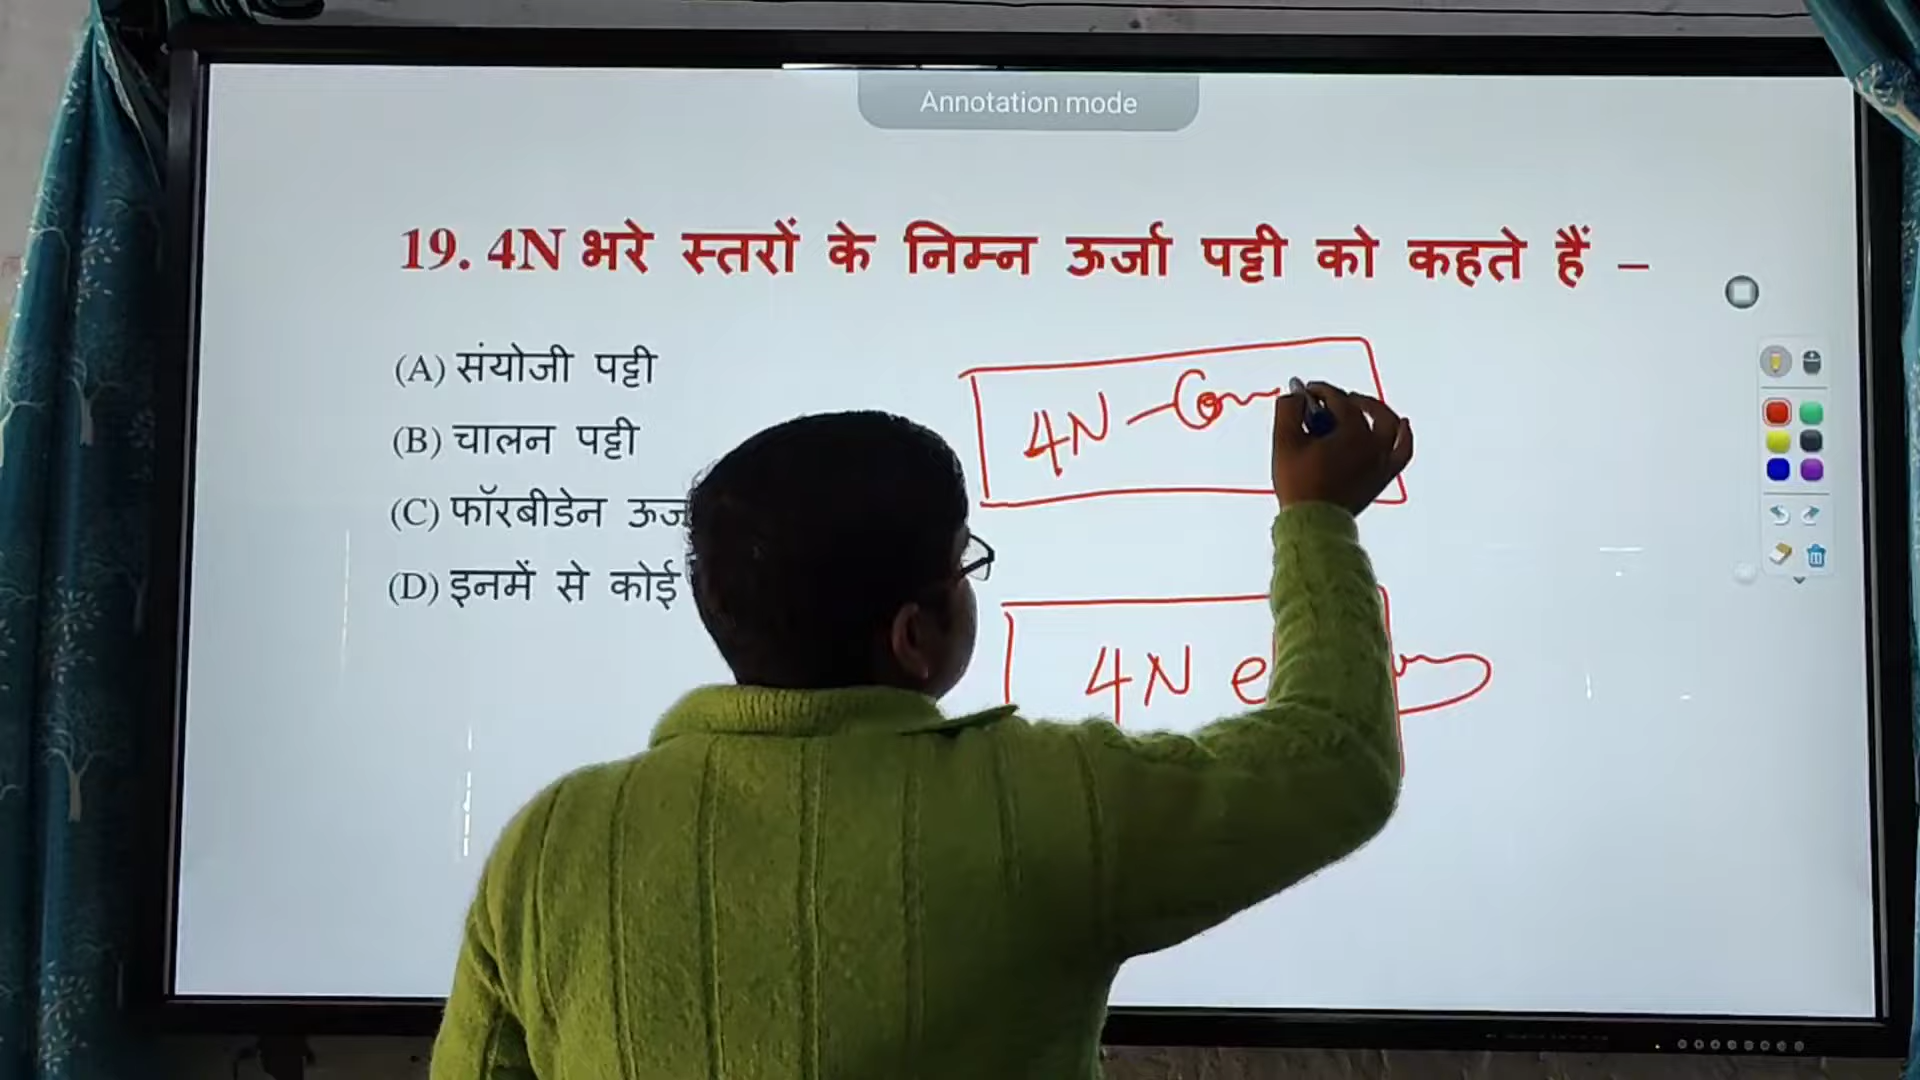 Annotation mode
19. 4N भरे स्तरों के निम्न ऊर्जा पट्टी को कहते हैं –
(A) संयोजी पट्टी
(B) चालन पट्टी
(C) फॉरबीडेन
(D) इनमें से कोई
4N –
4N